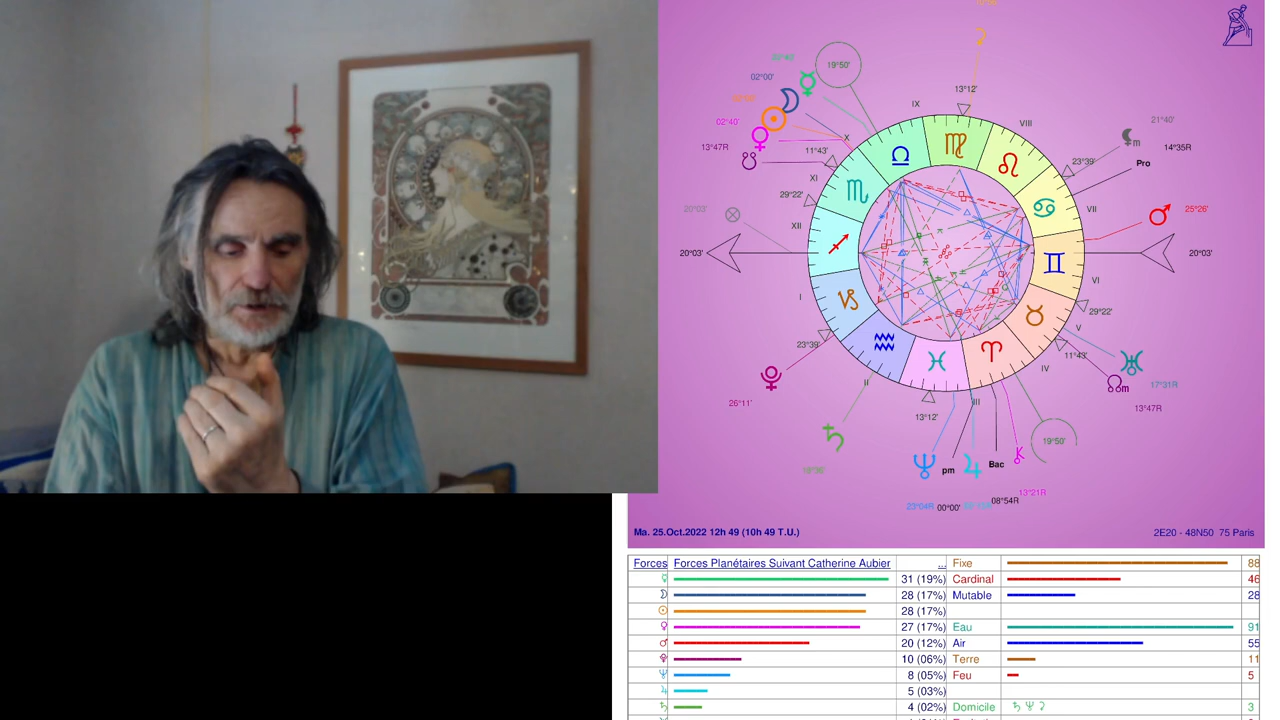 19°50'
02°00'
13°12'
IX
VIII
21°40'
02°40'
X
14°35R
13°47R
11°43'
Pro
23°39'
XI
29°22'
VII
25°26'
20°03'
XII
20°03'
20°03'
I
VI
29°22'
V
23°39'
11°43'
IV
17°31R
II
26°11'
III
13°47R
13°12'
19°50'
pm
Bac
13°21R
08°54R
23°04R
00°00'
Ma. 25.Oct.2022 12h 49 (10h 49 T.U.)
2E20 - 48N50 75 Paris
Forces Forces Planétaires Suivant Catherine Aubier ... Fixe 88
31 (19%) Cardinal 46
28 (17%) Mutable 28
28 (17%)
27 (17%) Eau 91
20 (12%) Air 55
10 (06%) Terre 11
8 (05%) Feu 5
5 (03%)
4 (02%) Domicile 3